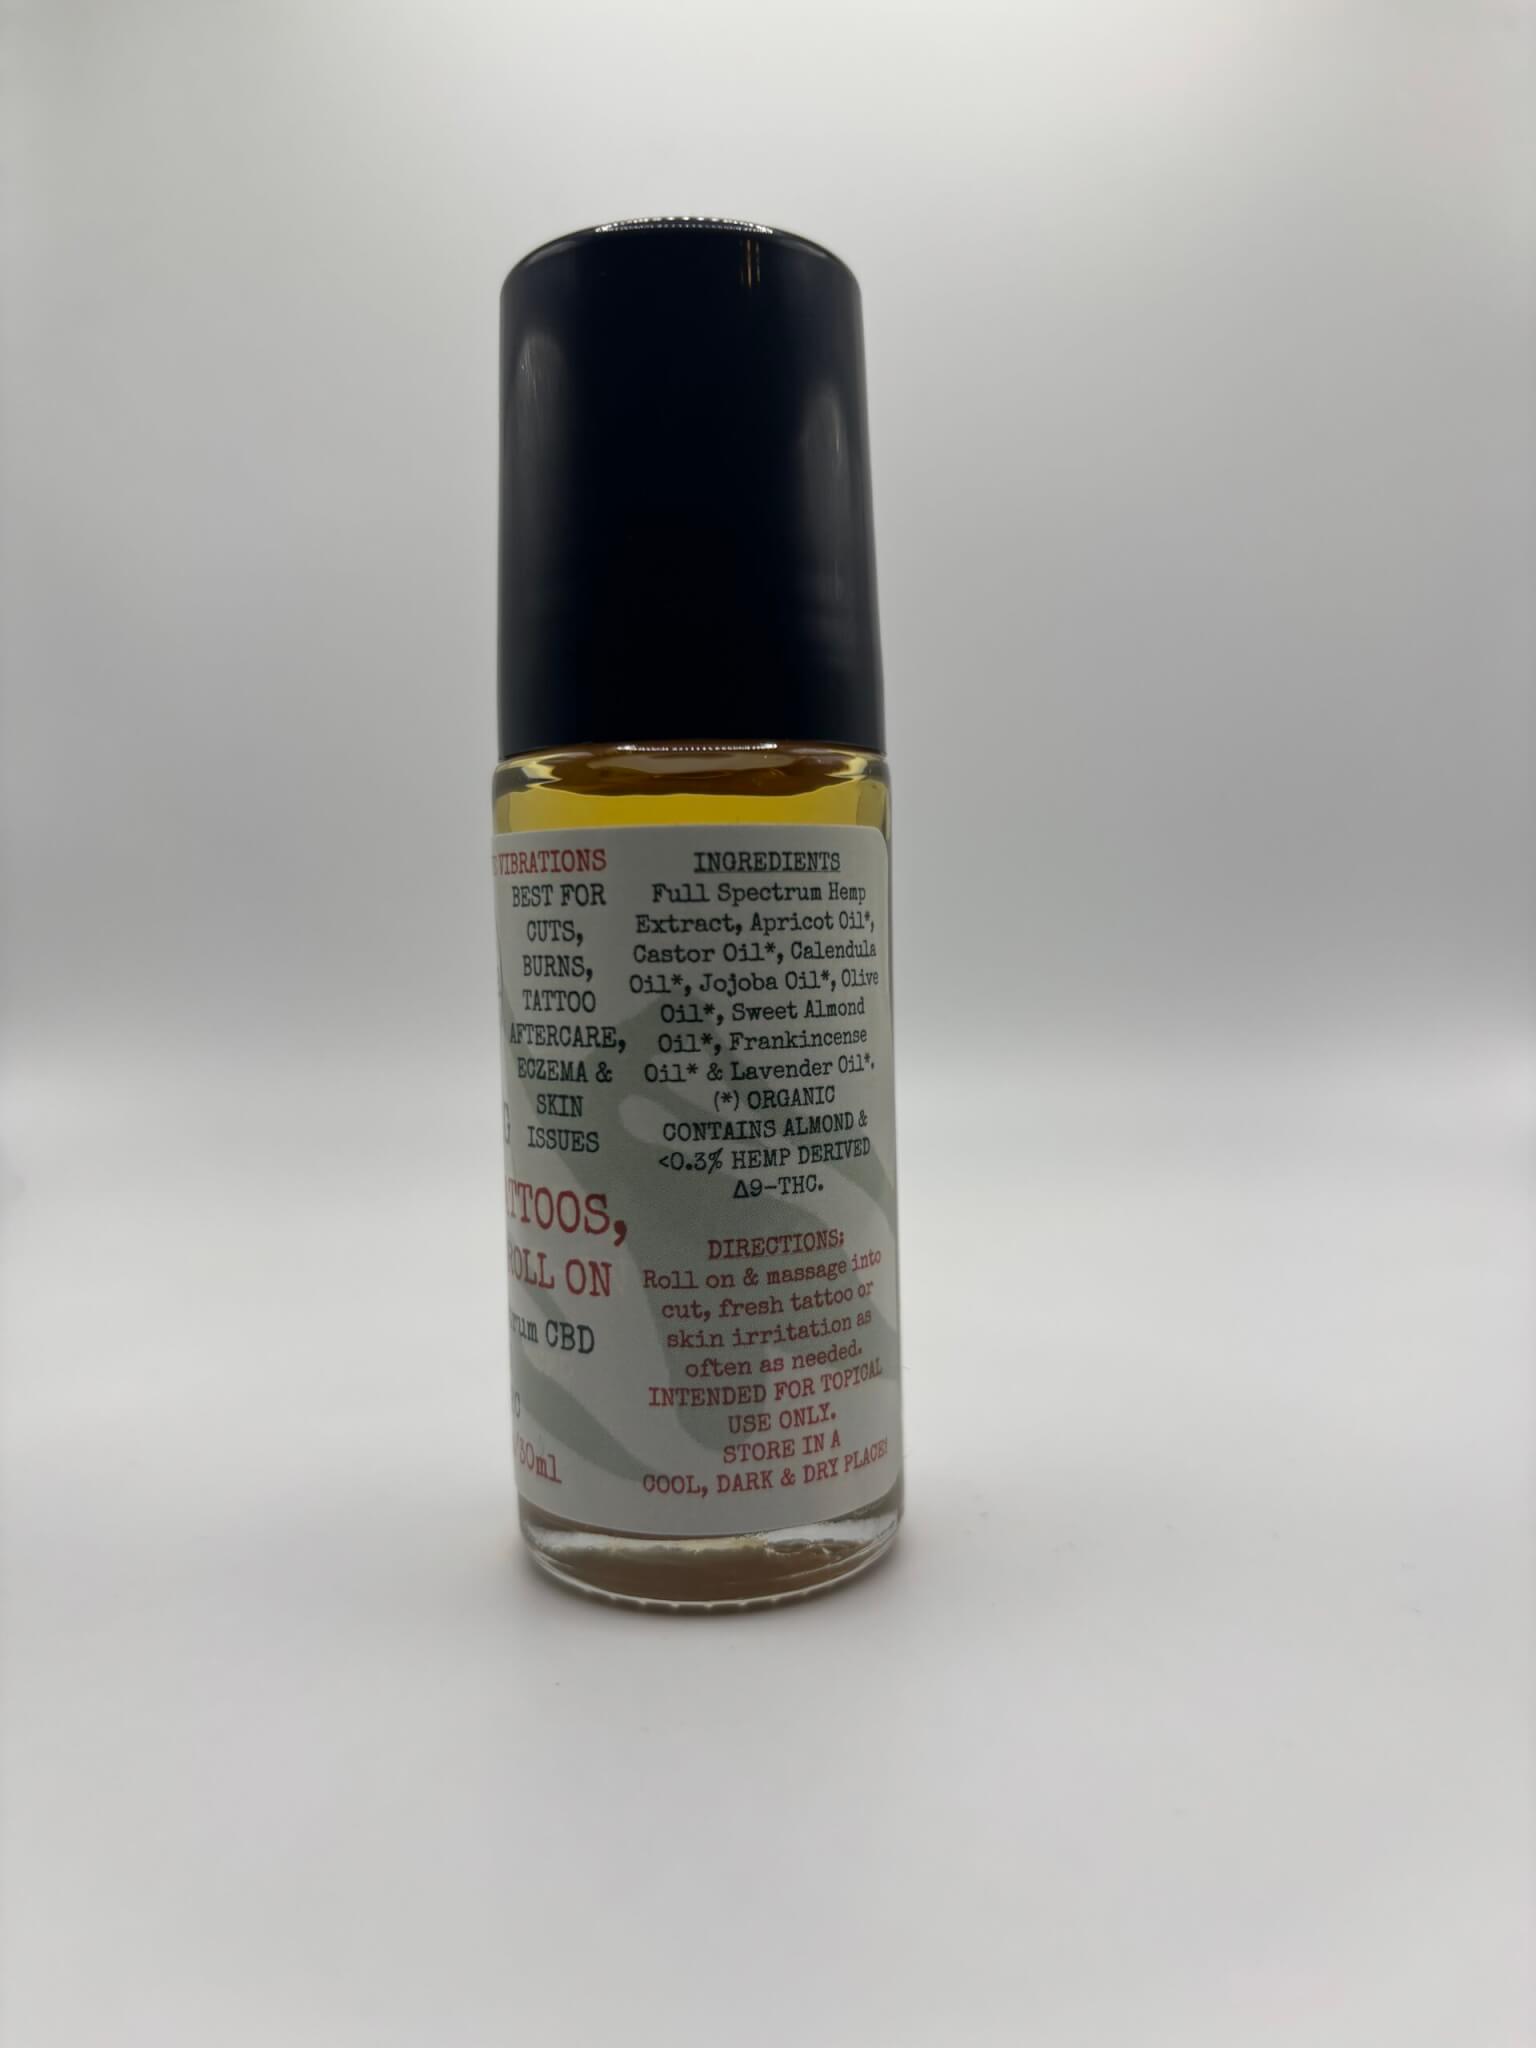 VIBRATIONS
BEST FOR
CUTS,
BURNS,
TATTOO
AFTERCARE,
ECZEMA &
SKIN
ISSUES
TTOOS,
ROLL ON
rum CBD
/30ml
INGREDIENTS
Full Spectrum Hemp
Extract, Apricot Oil*,
Castor Oil*, Calendula
Oil*, Jojoba Oil*, Olive
Oil*, Sweet Almond
Oil*, Frankincense
Oil* & Lavender Oil*.
(*) ORGANIC
CONTAINS ALMOND &
<0.3% HEMP DERIVED
Δ9-THC.
DIRECTIONS:
Roll on & massage into
cut, fresh tattoo or
skin irritation as
often as needed.
INTENDED FOR TOPICAL
USE ONLY.
STORE IN A
COOL, DARK & DRY PLACE!